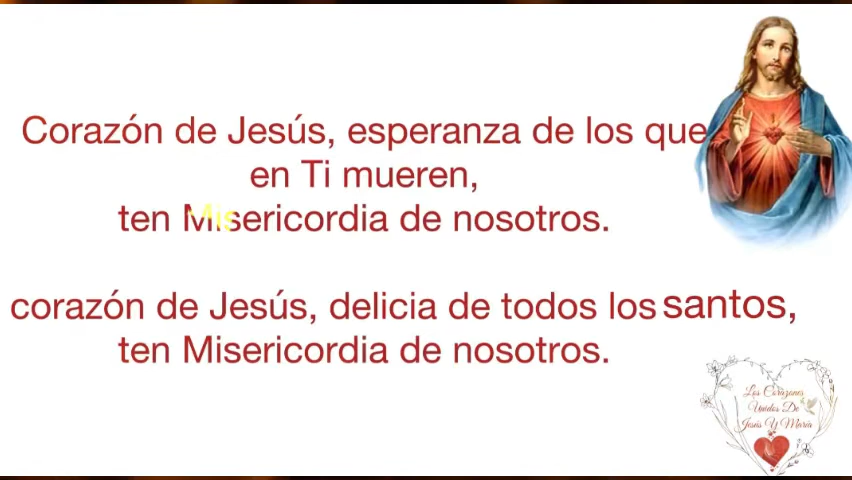 Corazón de Jesús, esperanza de los que
en Ti mueren,
ten Misericordia de nosotros.
corazón de Jesús, delicia de todos los santos,
ten Misericordia de nosotros.
Los Corazones
Unidos De
Jesús Y María